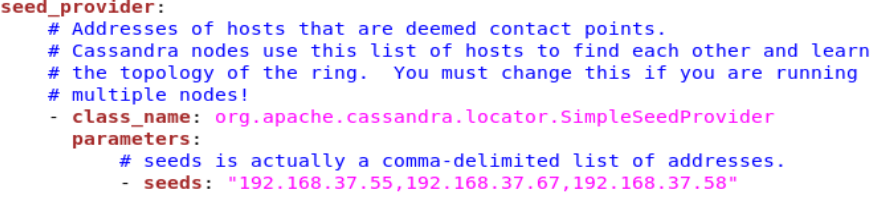 seed_provider:
    # Addresses of hosts that are deemed contact points.
    # Cassandra nodes use this list of hosts to find each other and learn
    # the topology of the ring.  You must change this if you are running
    # multiple nodes!
    - class_name: org.apache.cassandra.locator.SimpleSeedProvider
      parameters:
          # seeds is actually a comma-delimited list of addresses.
          - seeds: "192.168.37.55,192.168.37.67,192.168.37.58"